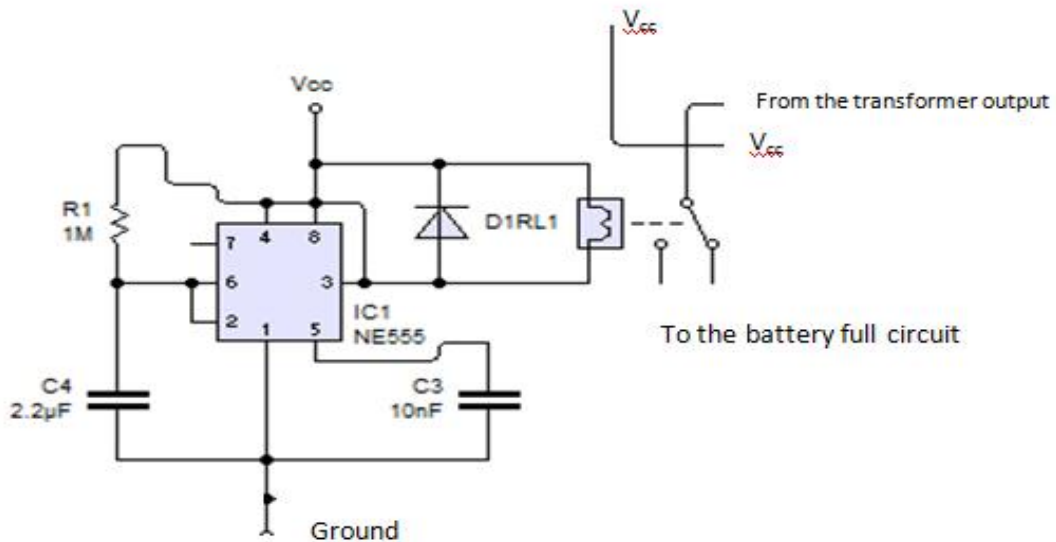 Vcc
Vcc
From the transformer output
Vcc
R1
1M
D1RL1
7
4
8
6
3
2
1
5
IC1
NE555
To the battery full circuit
C4
2.2µF
C3
10nF
Ground